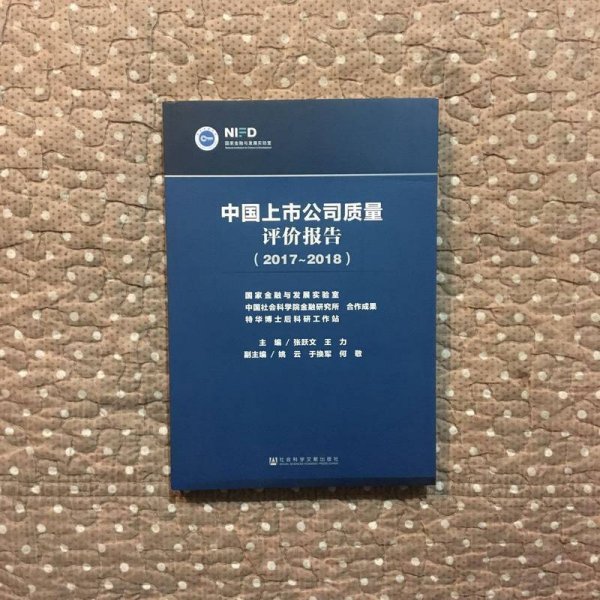 NIFD
国家金融与发展实验室
中国上市公司质量
评价报告
(2017~2018)
国家金融与发展实验室
中国社会科学院金融研究所 合作成果
特华博士后科研工作站
主 编/张跃文 王 力
副主编/姚 云 于换军 何 敬
社会科学文献出版社